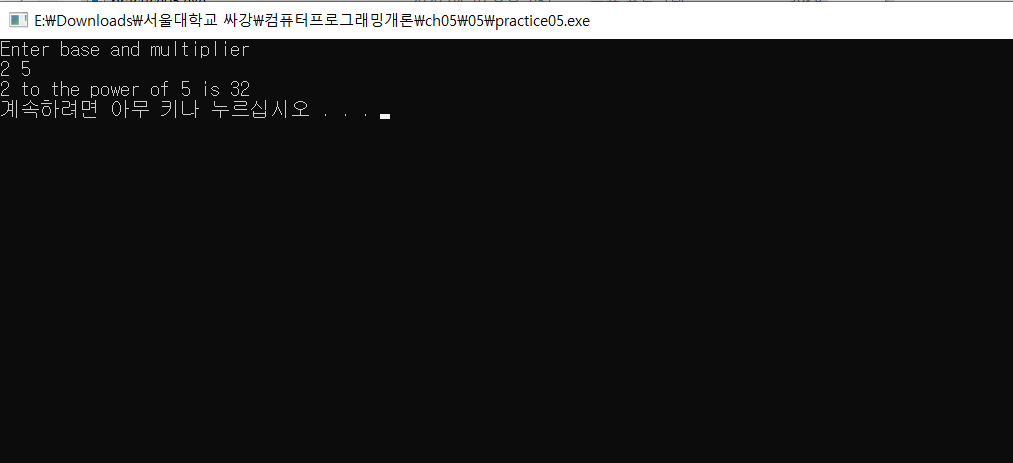 E:₩Downloads₩서울대학교 싸강₩컴퓨터프로그래밍개론₩ch05₩05₩practice05.exe
Enter base and multiplier
2 5
2 to the power of 5 is 32
계속하려면 아무 키나 누르십시오 . . .